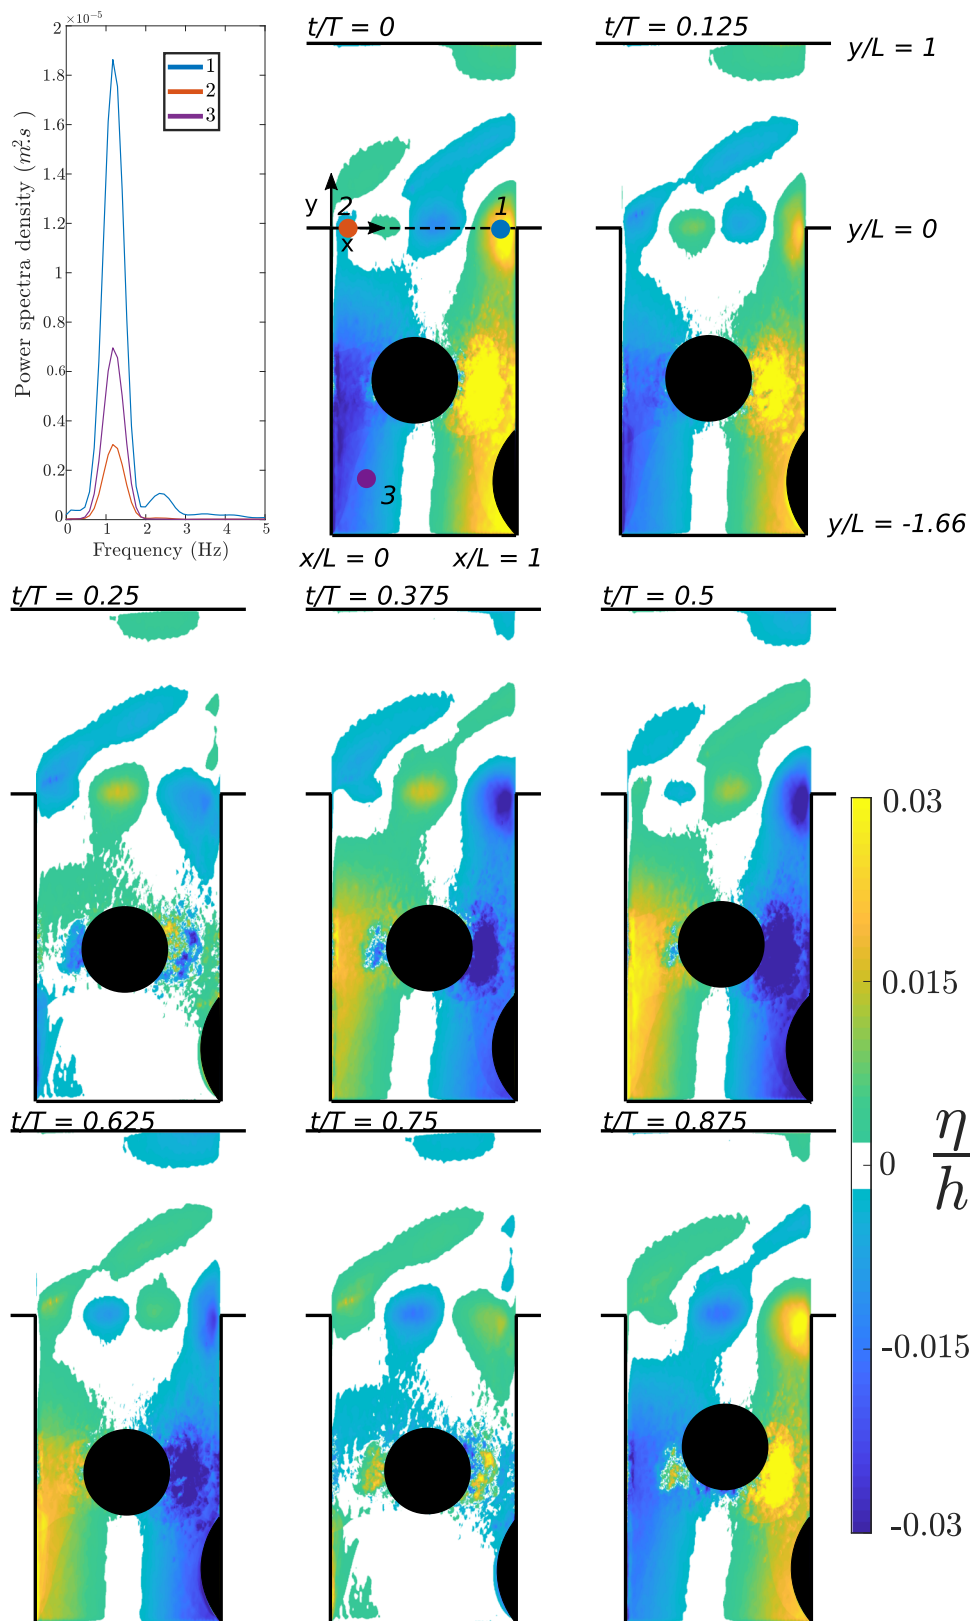 ×10⁻⁵
2
1.8
1.6
1.4
1.2
1
0.8
0.6
0.4
0.2
0
0 1 2 3 4 5
Power spectra density (m².s)
Frequency (Hz)
1
2
3
t/T = 0
t/T = 0.125
y/L = 1
y
2
1
x
y/L = 0
3
y/L = -1.66
x/L = 0
x/L = 1
t/T = 0.25
t/T = 0.375
t/T = 0.5
t/T = 0.625
t/T = 0.75
t/T = 0.875
0.03
0.015
0
-0.015
-0.03
η
h